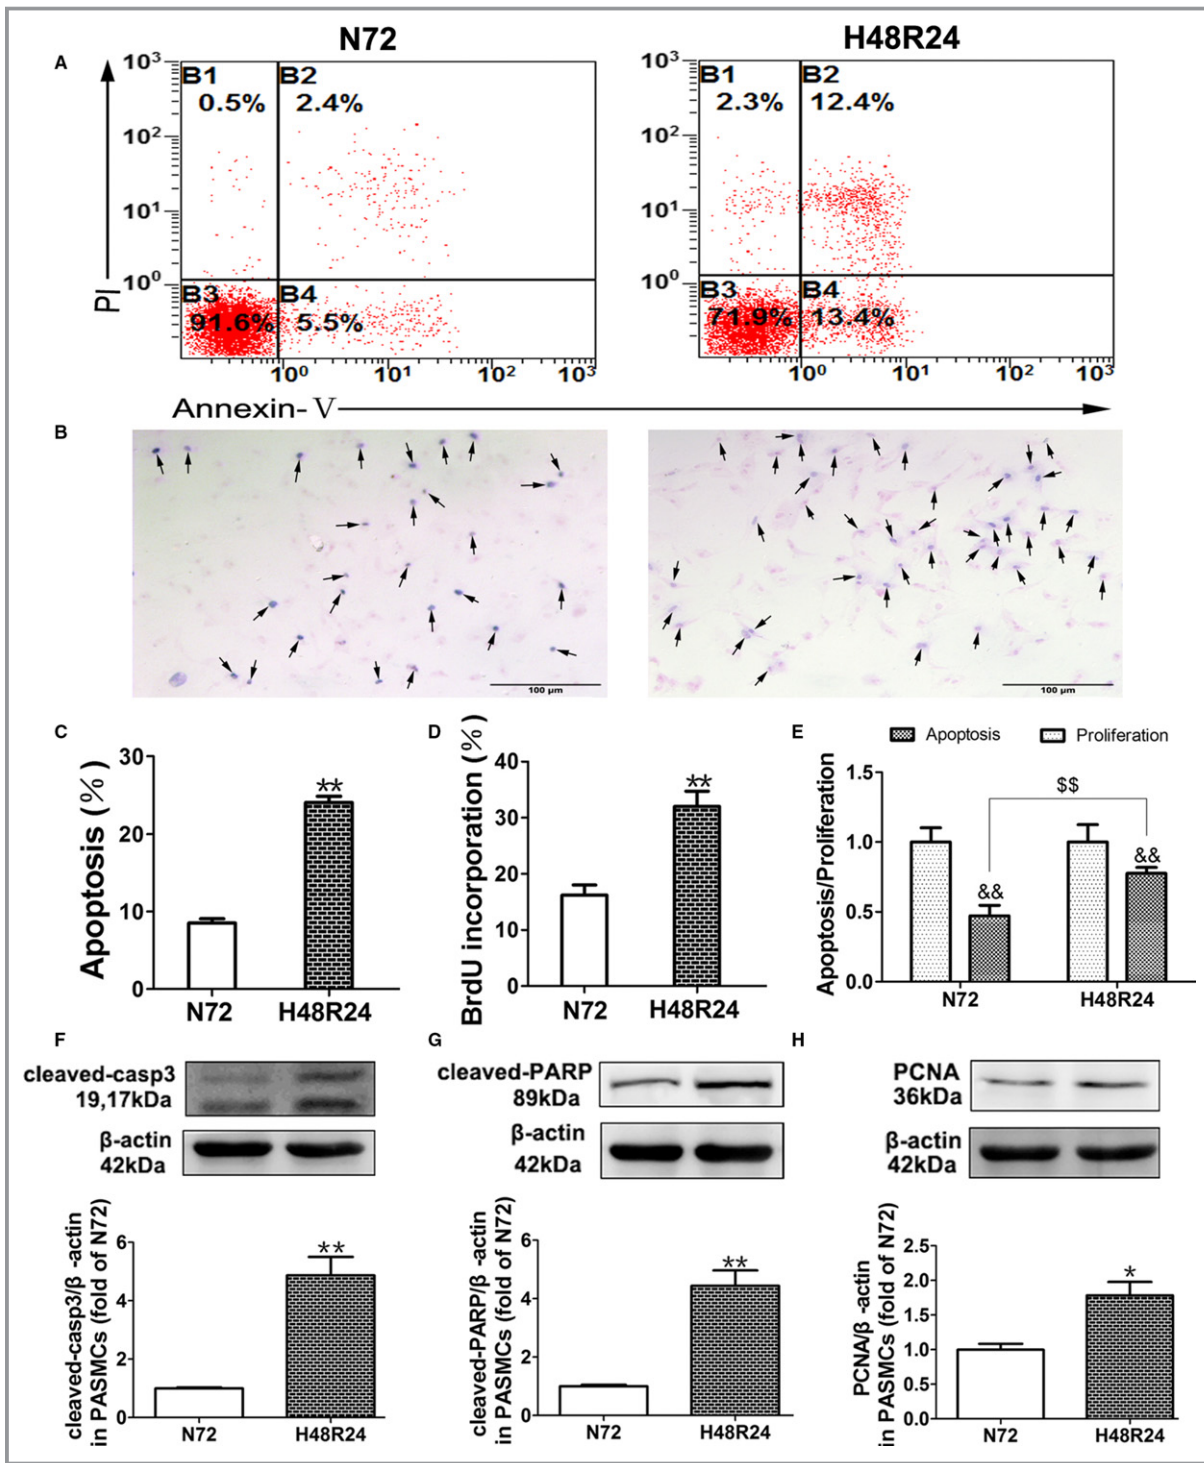 N72
H48R24
A
10³
10²
10¹
10⁰
PI
B1
0.5%
B2
2.4%
B3
91.6%
B4
5.5%
10⁰
10¹
10²
10³
10³
10²
10¹
10⁰
B1
2.3%
B2
12.4%
B3
71.9%
B4
13.4%
10⁰
10¹
10²
10³
Annexin- V
B
100 µm
100 µm
C
Apoptosis (%)
30
20
10
0
**
N72
H48R24
D
BrdU incorporation (%)
40
30
20
10
0
**
N72
H48R24
E
Apoptosis
Proliferation
Apoptosis/Proliferation
1.5
1.0
0.5
0.0
$$
&&
&&
N72
H48R24
F
cleaved-casp3
19,17kDa
β-actin
42kDa
cleaved-casp3/β -actin
in PASMCs (fold of N72)
6
4
2
0
**
N72
H48R24
G
cleaved-PARP
89kDa
β-actin
42kDa
cleaved-PARP/β -actin
in PASMCs (fold of N72)
6
4
2
0
**
N72
H48R24
H
PCNA
36kDa
β-actin
42kDa
PCNA/β -actin
in PASMCs (fold of N72)
2.5
2.0
1.5
1.0
0.5
0.0
*
N72
H48R24